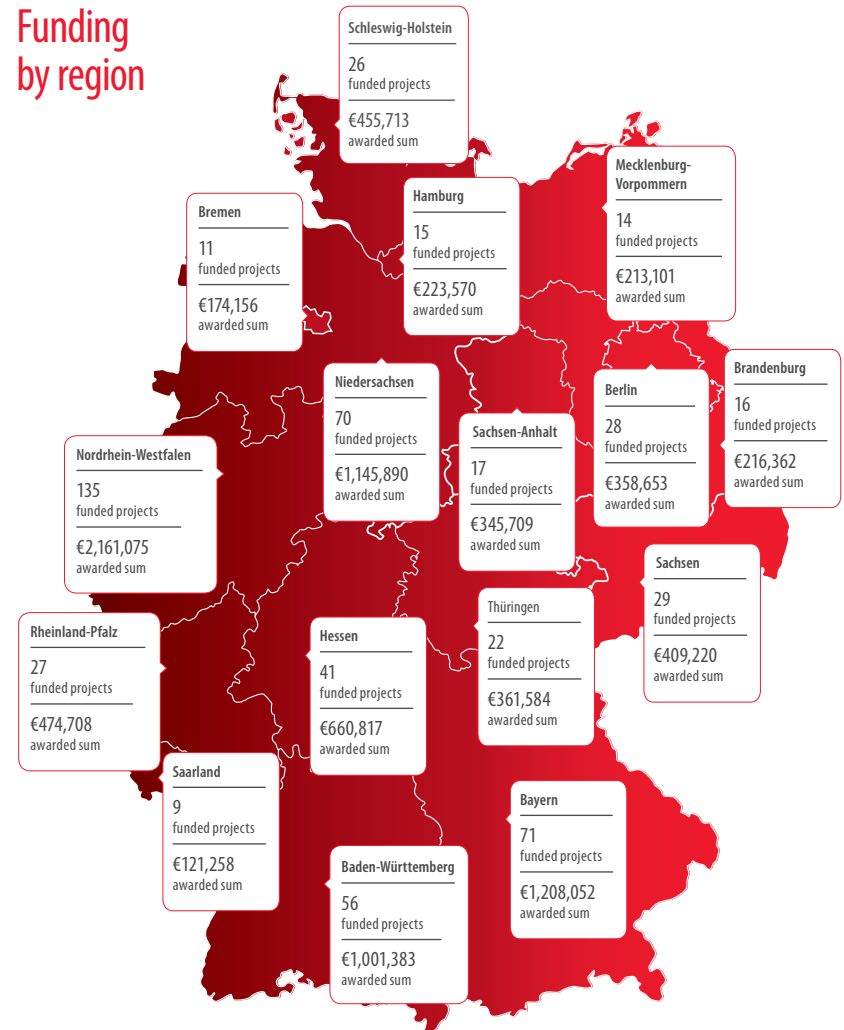 Funding
by region
Schleswig-Holstein
26
funded projects
€455,713
awarded sum
Mecklenburg-
Vorpommern
14
funded projects
€213,101
awarded sum
Hamburg
15
funded projects
€223,570
awarded sum
Bremen
11
funded projects
€174,156
awarded sum
Niedersachsen
70
funded projects
€1,145,890
awarded sum
Brandenburg
16
funded projects
€216,362
awarded sum
Berlin
28
funded projects
€358,653
awarded sum
Sachsen-Anhalt
17
funded projects
€345,709
awarded sum
Nordrhein-Westfalen
135
funded projects
€2,161,075
awarded sum
Sachsen
29
funded projects
€409,220
awarded sum
Thüringen
22
funded projects
€361,584
awarded sum
Rheinland-Pfalz
27
funded projects
€474,708
awarded sum
Hessen
41
funded projects
€660,817
awarded sum
Saarland
9
funded projects
€121,258
awarded sum
Bayern
71
funded projects
€1,208,052
awarded sum
Baden-Württemberg
56
funded projects
€1,001,383
awarded sum